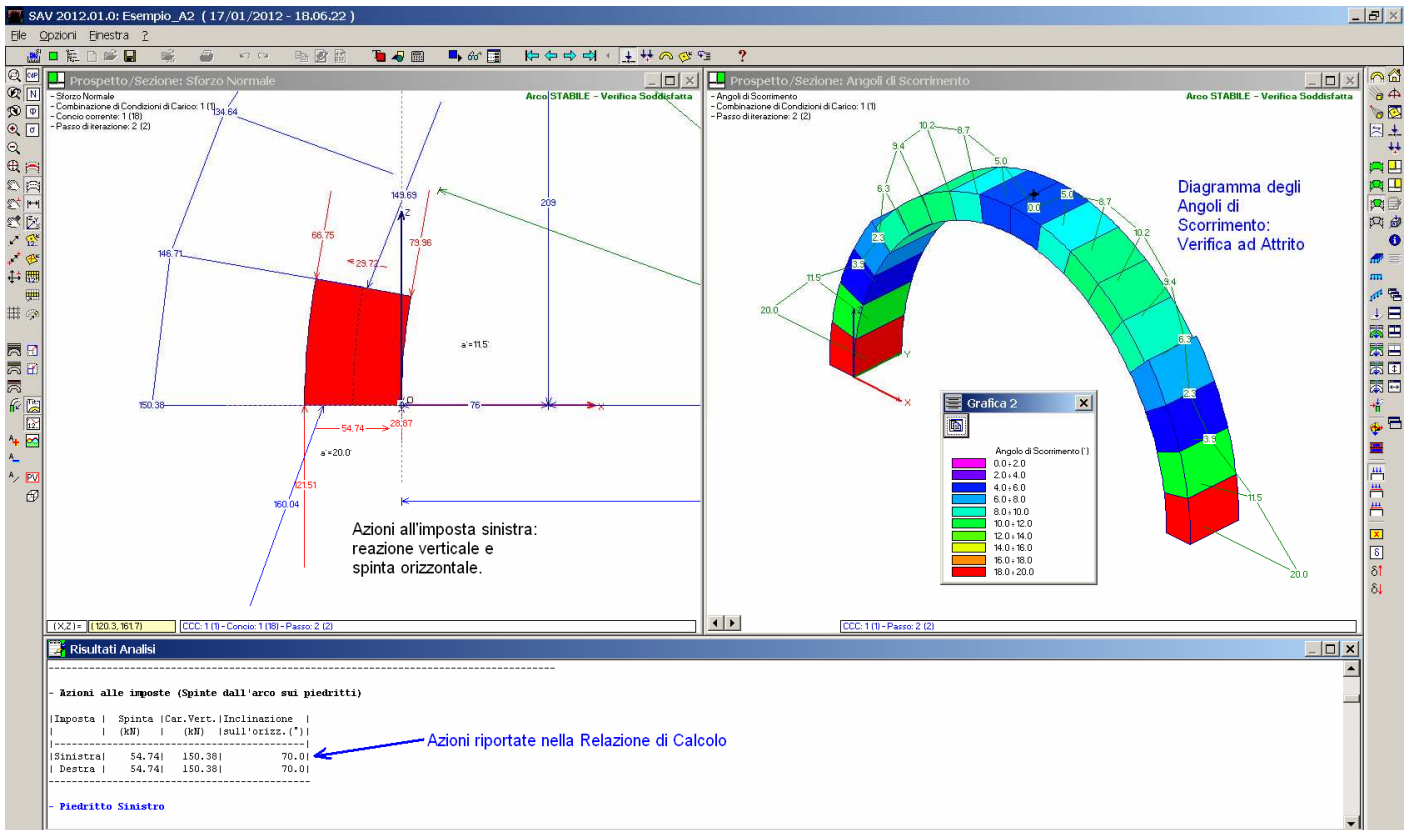 SAV 2012.01.0: Esempio_A2 ( 17/01/2012 - 18.06.22 )
File Opzioni Finestra ?
Prospetto/Sezione: Sforzo Normale
- Sforzo Normale
- Combinazione di Condizioni di Carico: 1 (1)
- Concio corrente: 1 (18)
- Passo di iterazione: 2 (2)
Arco STABILE - Verifica Soddisfatta
134.64
149.69
Z
209
66.75
79.96
146.71
29.72
a'=11.5°
150.38
O
76
X
54.74
28.87
a'=20.0°
121.51
160.04
Azioni all'imposta sinistra:
reazione verticale e
spinta orizzontale.
(X,Z) = (120.3, 161.7) CCC: 1 (1) - Concio: 1 (18) - Passo: 2 (2)
Prospetto/Sezione: Angoli di Scorrimento
- Angoli di Scorrimento
- Combinazione di Condizioni di Carico: 1 (1)
- Passo di iterazione: 2 (2)
Arco STABILE - Verifica Soddisfatta
10.2
8.7
9.4
5.0
6.3
5.0
0.0
8.7
2.3
10.2
3.9
11.5
9.4
20.0
6.3
Y
X
2.3
3.9
11.5
20.0
Diagramma degli
Angoli di
Scorrimento:
Verifica ad Attrito
Grafica 2
Angolo di Scorrimento (°)
0.0÷2.0
2.0÷4.0
4.0÷6.0
6.0÷8.0
8.0÷10.0
10.0÷12.0
12.0÷14.0
14.0÷16.0
16.0÷18.0
18.0÷20.0
CCC: 1 (1) - Passo: 2 (2)
Risultati Analisi
- Azioni alle imposte (Spinte dall'arco sui piedritti)
|Imposta | Spinta |Car.Vert.|Inclinazione |
| | (kN) | (kN) |sull'orizz.(°)|
|Sinistra| 54.74| 150.38| 70.0|
| Destra | 54.74| 150.38| 70.0|
Azioni riportate nella Relazione di Calcolo
- Piedritto Sinistro